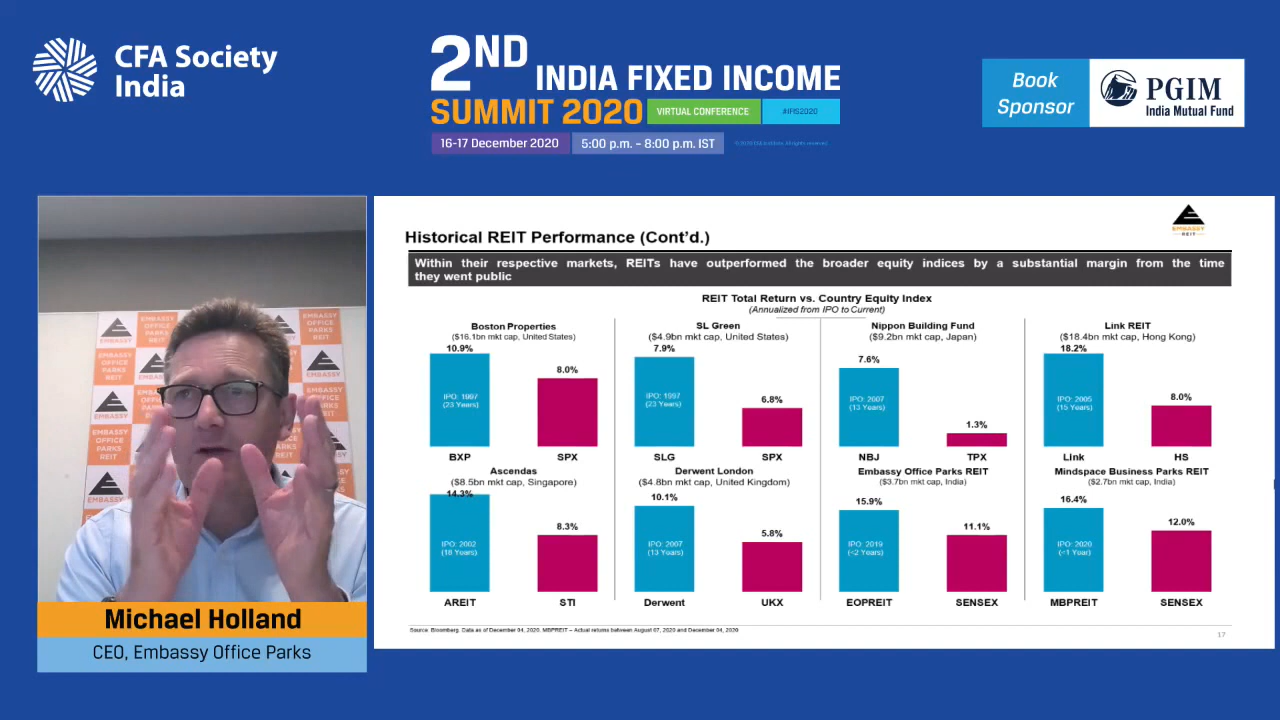 CFA Society
India
2ND
INDIA FIXED INCOME
SUMMIT 2020
VIRTUAL CONFERENCE
#IFIS2020
16-17 December 2020
5:00 p.m. - 8:00 p.m. IST
© 2020 CFA Institute. All rights reserved.
Book
Sponsor
PGIM
India Mutual Fund
EMBASSY
REIT
Historical REIT Performance (Cont'd.)
Within their respective markets, REITs have outperformed the broader equity indices by a substantial margin from the time
they went public
REIT Total Return vs. Country Equity Index
(Annualized from IPO to Current)
Boston Properties
($16.1bn mkt cap, United States)
10.9%
8.0%
IPO: 1997
(23 Years)
BXP
SPX
SL Green
($4.9bn mkt cap, United States)
7.9%
6.8%
IPO: 1997
(23 Years)
SLG
SPX
Nippon Building Fund
($9.2bn mkt cap, Japan)
7.6%
1.3%
IPO: 2007
(13 Years)
NBJ
TPX
Link REIT
($18.4bn mkt cap, Hong Kong)
18.2%
8.0%
IPO: 2005
(15 Years)
Link
HS
Ascendas
($8.5bn mkt cap, Singapore)
14.3%
8.3%
IPO: 2002
(18 Years)
AREIT
STI
Derwent London
($4.8bn mkt cap, United Kingdom)
10.1%
5.8%
IPO: 2007
(13 Years)
Derwent
UKX
Embassy Office Parks REIT
($3.7bn mkt cap, India)
15.9%
11.1%
IPO: 2019
(<2 Years)
EOPREIT
SENSEX
Mindspace Business Parks REIT
($2.7bn mkt cap, India)
16.4%
12.0%
IPO: 2020
(<1 Year)
MBPREIT
SENSEX
Source: Bloomberg. Data as of December 04, 2020. MBPREIT – Actual returns between August 07, 2020 and December 04, 2020
17
EMBASSY
OFFICE
PARKS
REIT
Michael Holland
CEO, Embassy Office Parks